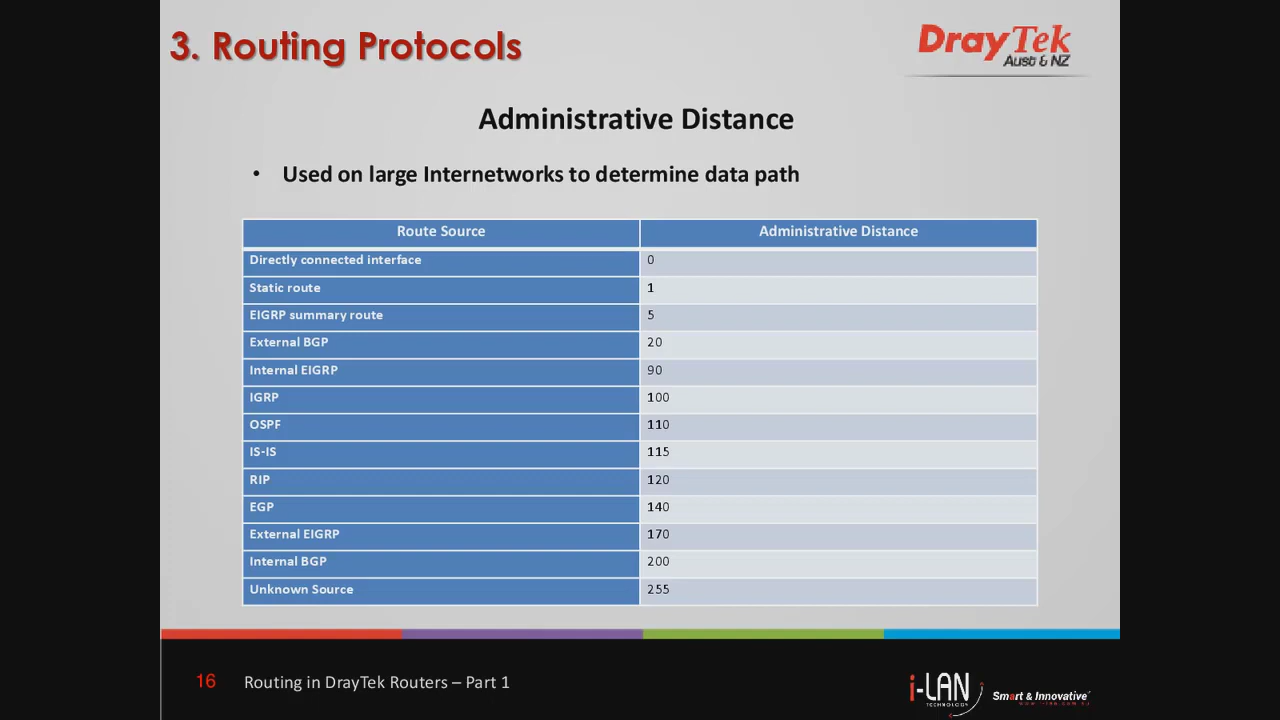 3. Routing Protocols
DrayTek
Aust & NZ
Administrative Distance
• Used on large Internetworks to determine data path
Route Source Administrative Distance
Directly connected interface 0
Static route 1
EIGRP summary route 5
External BGP 20
Internal EIGRP 90
IGRP 100
OSPF 110
IS-IS 115
RIP 120
EGP 140
External EIGRP 170
Internal BGP 200
Unknown Source 255
16 Routing in DrayTek Routers – Part 1
i-LAN
TECHNOLOGY
Smart & Innovative